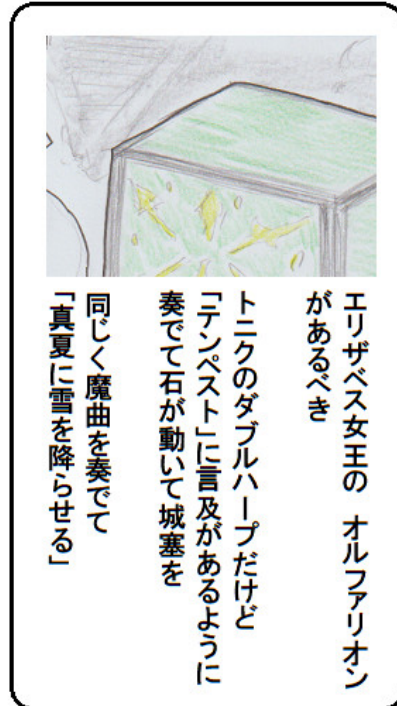 エリザベス女王の　オルファリオン
があるべき
トニクのダブルハープだけど
「テンペスト」に言及があるように
奏でて石が動いて城塞を
同じく魔曲を奏でて
「真夏に雪を降らせる」